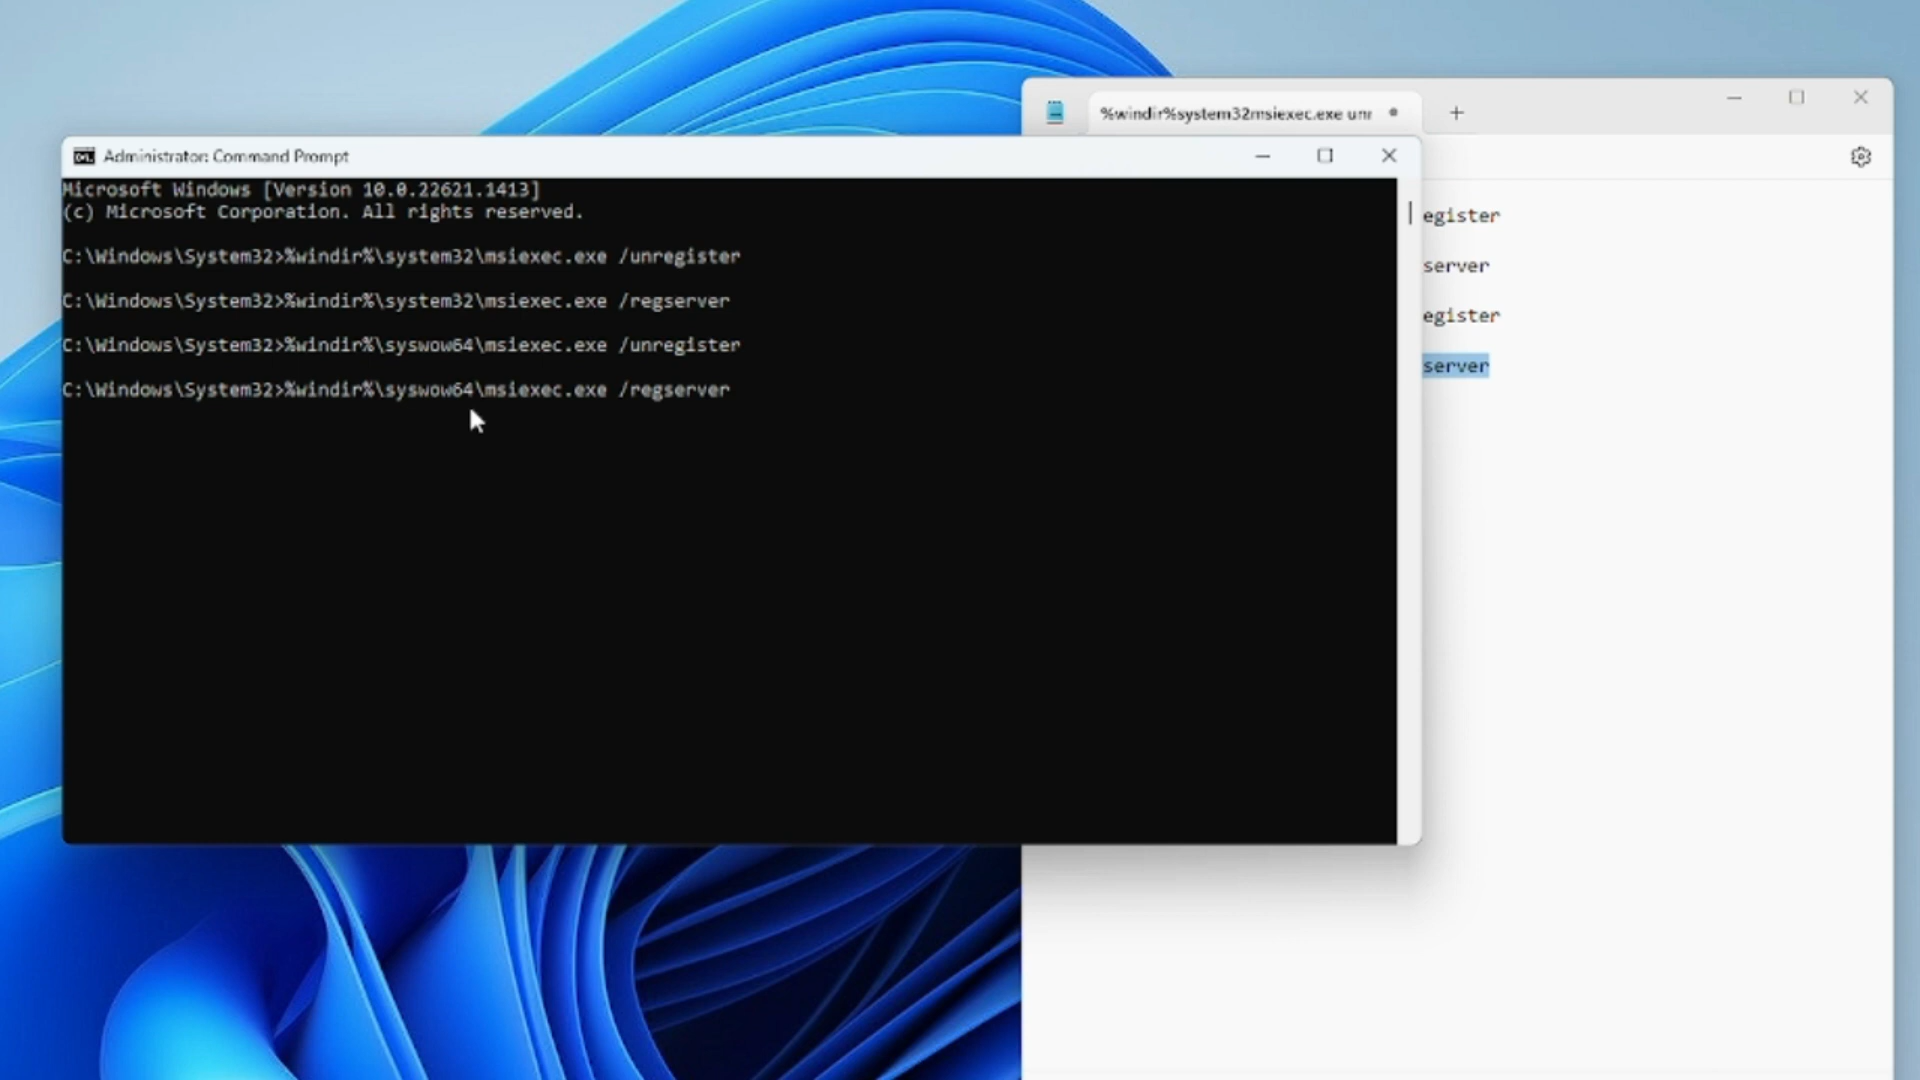 %windir%system32msiexec.exe unr
Administrator: Command Prompt
Microsoft Windows [Version 10.0.22621.1413]
(c) Microsoft Corporation. All rights reserved.
C:\Windows\System32>%windir%\system32\msiexec.exe /unregister
C:\Windows\System32>%windir%\system32\msiexec.exe /regserver
C:\Windows\System32>%windir%\syswow64\msiexec.exe /unregister
C:\Windows\System32>%windir%\syswow64\msiexec.exe /regserver
egister
server
egister
server